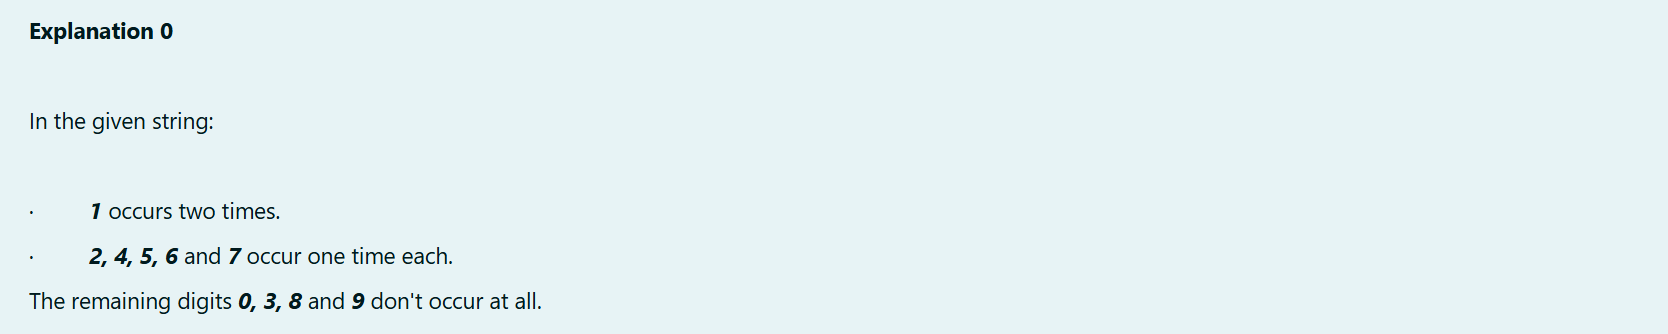 Explanation 0
In the given string:
· 1 occurs two times.
· 2, 4, 5, 6 and 7 occur one time each.
The remaining digits 0, 3, 8 and 9 don't occur at all.